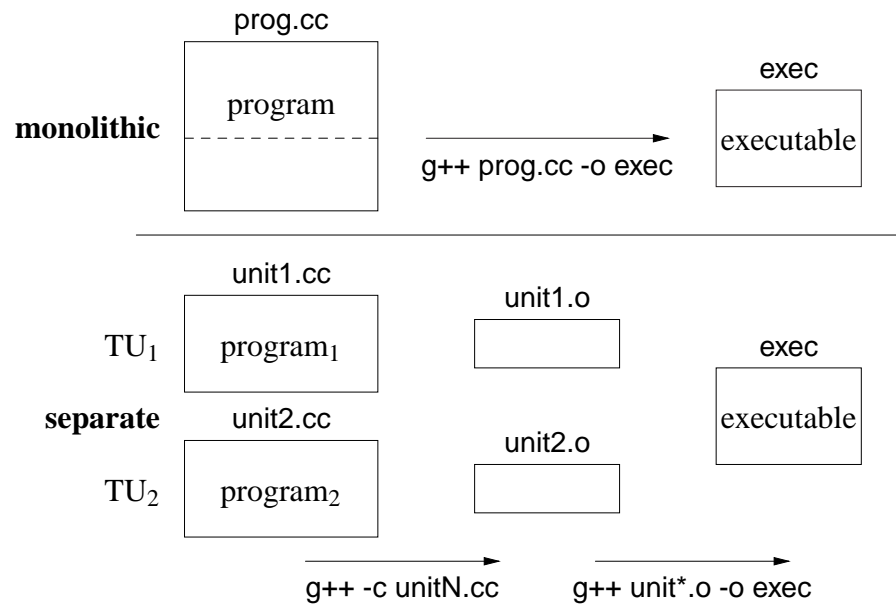 prog.cc
program
monolithic
g++ prog.cc -o exec
exec
executable
unit1.cc
TU1
program1
unit1.o
separate
unit2.cc
TU2
program2
unit2.o
exec
executable
g++ -c unitN.cc
g++ unit*.o -o exec